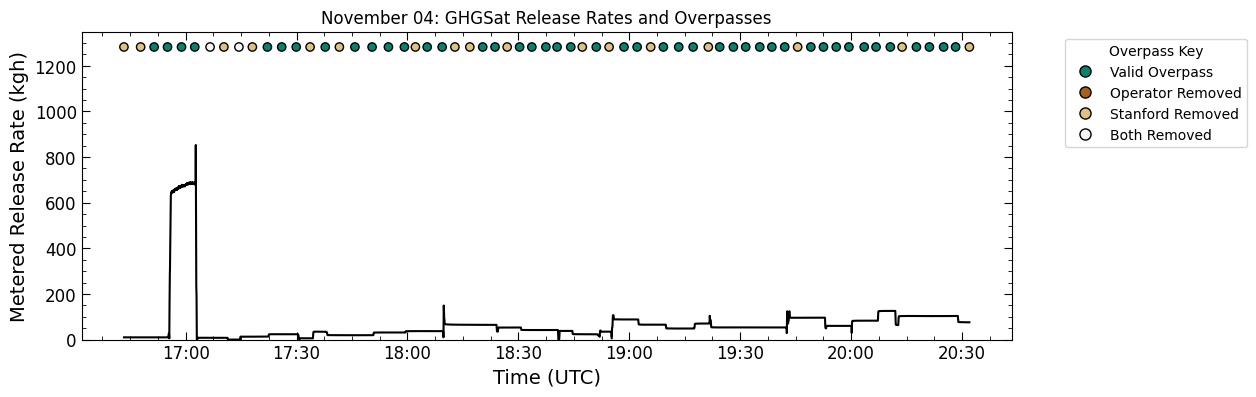 November 04: GHGSat Release Rates and Overpasses
Metered Release Rate (kgh)
1200
1000
800
600
400
200
0
17:00 17:30 18:00 18:30 19:00 19:30 20:00 20:30
Time (UTC)
Overpass Key
Valid Overpass
Operator Removed
Stanford Removed
Both Removed